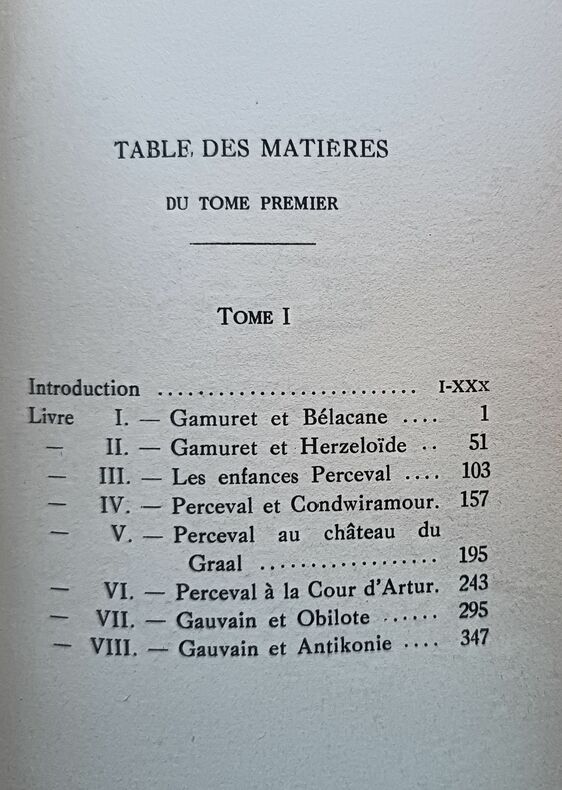 TABLE DES MATIÈRES
DU TOME PREMIER
TOME I
Introduction ........................... I-XXX
Livre I. — Gamuret et Bélacane .... 1
— II. — Gamuret et Herzeloïde .. 51
— III. — Les enfances Perceval .... 103
— IV. — Perceval et Condwiramour. 157
— V. — Perceval au château du
Graal .................. 195
— VI. — Perceval à la Cour d'Artur. 243
— VII. — Gauvain et Obilote ...... 295
— VIII. — Gauvain et Antikonie .... 347